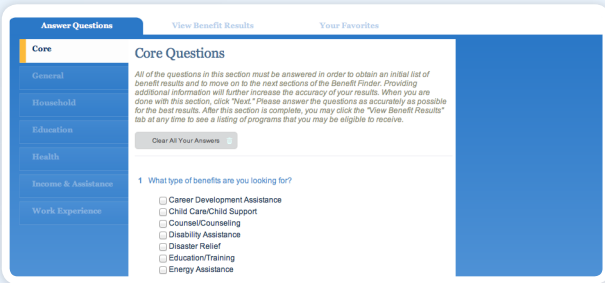 Answer Questions
View Benefit Results
Your Favorites
Core
General
Household
Education
Health
Income & Assistance
Work Experience
Core Questions
All of the questions in this section must be answered in order to obtain an initial list of
benefit results and to move on to the next sections of the Benefit Finder. Providing
additional information will further increase the accuracy of your results. When you are
done with this section, click "Next." Please answer the questions as accurately as possible
for the best results. After this section is complete, you may click the "View Benefit Results"
tab at any time to see a listing of programs that you may be eligible to receive.
Clear All Your Answers
1 What type of benefits are you looking for?
Career Development Assistance
Child Care/Child Support
Counsel/Counseling
Disability Assistance
Disaster Relief
Education/Training
Energy Assistance